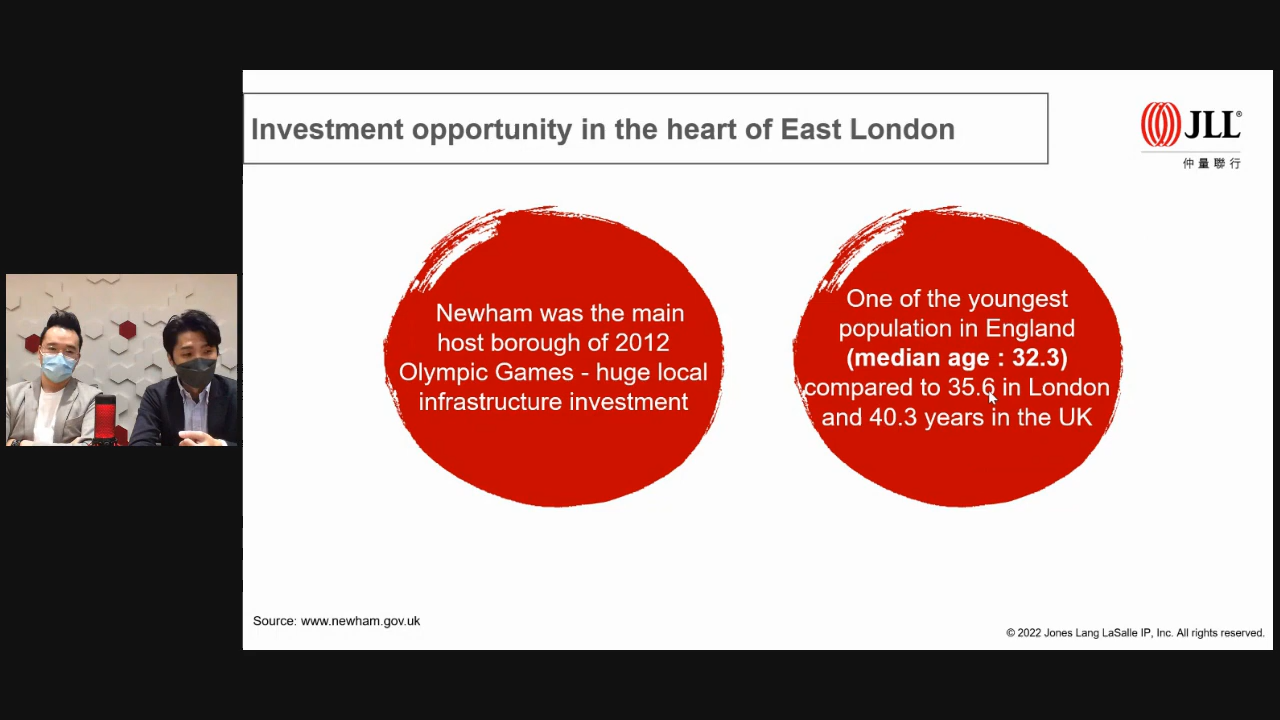 Investment opportunity in the heart of East London
JLL®
仲量聯行
Newham was the main
host borough of 2012
Olympic Games - huge local
infrastructure investment
One of the youngest
population in England
(median age : 32.3)
compared to 35.6 in London
and 40.3 years in the UK
Source: www.newham.gov.uk
© 2022 Jones Lang LaSalle IP, Inc. All rights reserved.